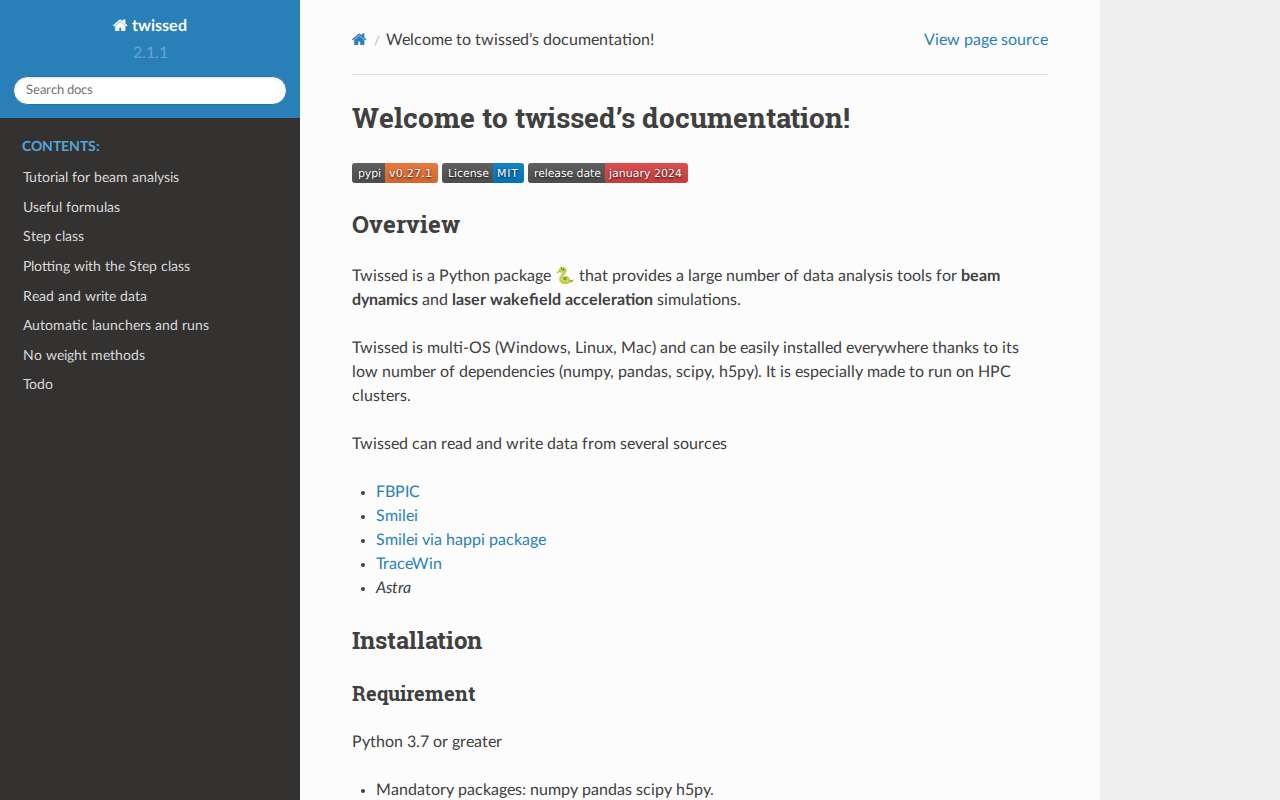 twissed
2.1.1
Search docs
CONTENTS:
Tutorial for beam analysis
Useful formulas
Step class
Plotting with the Step class
Read and write data
Automatic launchers and runs
No weight methods
Todo
/ Welcome to twissed’s documentation! View page source
Welcome to twissed’s documentation!
pypi v0.27.1 License MIT release date january 2024
Overview
Twissed is a Python package 🐍 that provides a large number of data analysis tools for beam
dynamics and laser wakefield acceleration simulations.
Twissed is multi-OS (Windows, Linux, Mac) and can be easily installed everywhere thanks to its
low number of dependencies (numpy, pandas, scipy, h5py). It is especially made to run on HPC
clusters.
Twissed can read and write data from several sources
• FBPIC
• Smilei
• Smilei via happi package
• TraceWin
• Astra
Installation
Requirement
Python 3.7 or greater
• Mandatory packages: numpy pandas scipy h5py.